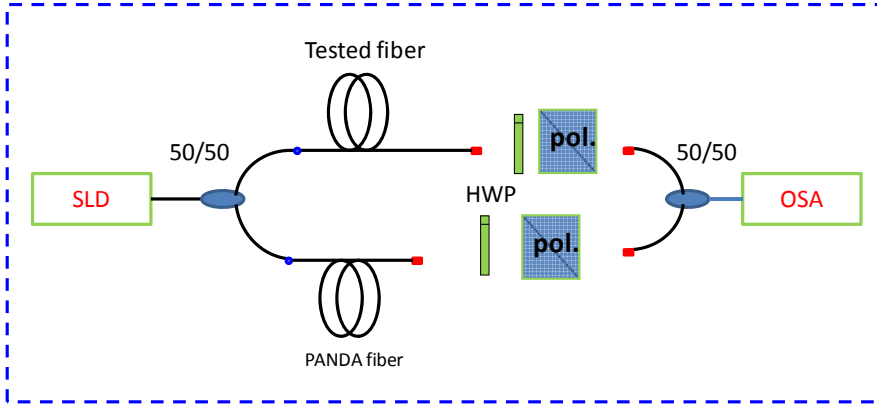 Tested fiber
50/50
pol.
50/50
SLD
HWP
OSA
pol.
PANDA fiber